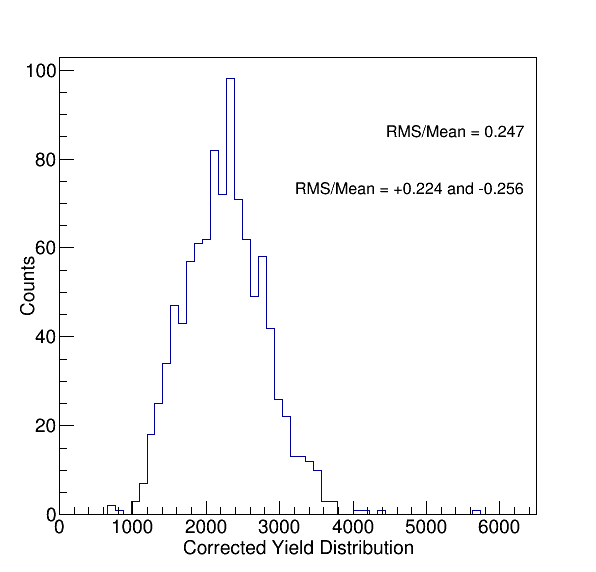 100
RMS/Mean = 0.247
80
RMS/Mean = +0.224 and -0.256
60
Counts
40
20
0
0 1000 2000 3000 4000 5000 6000
Corrected Yield Distribution